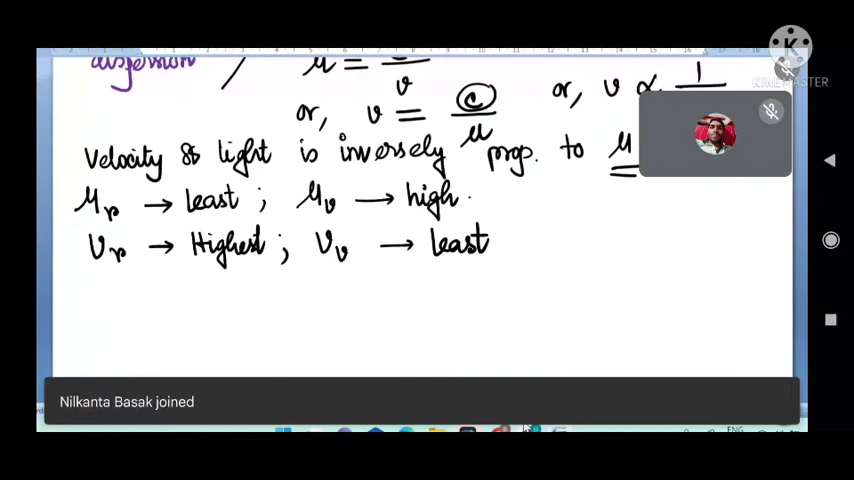 dispersion / μ = c/v
or, v = c/μ or, v ∝ 1
KINEMASTER
Velocity of light is inversely prop. to μ
μr → least ; μv → high.
vr → Highest ; vv → least
Nilkanta Basak joined
ENG